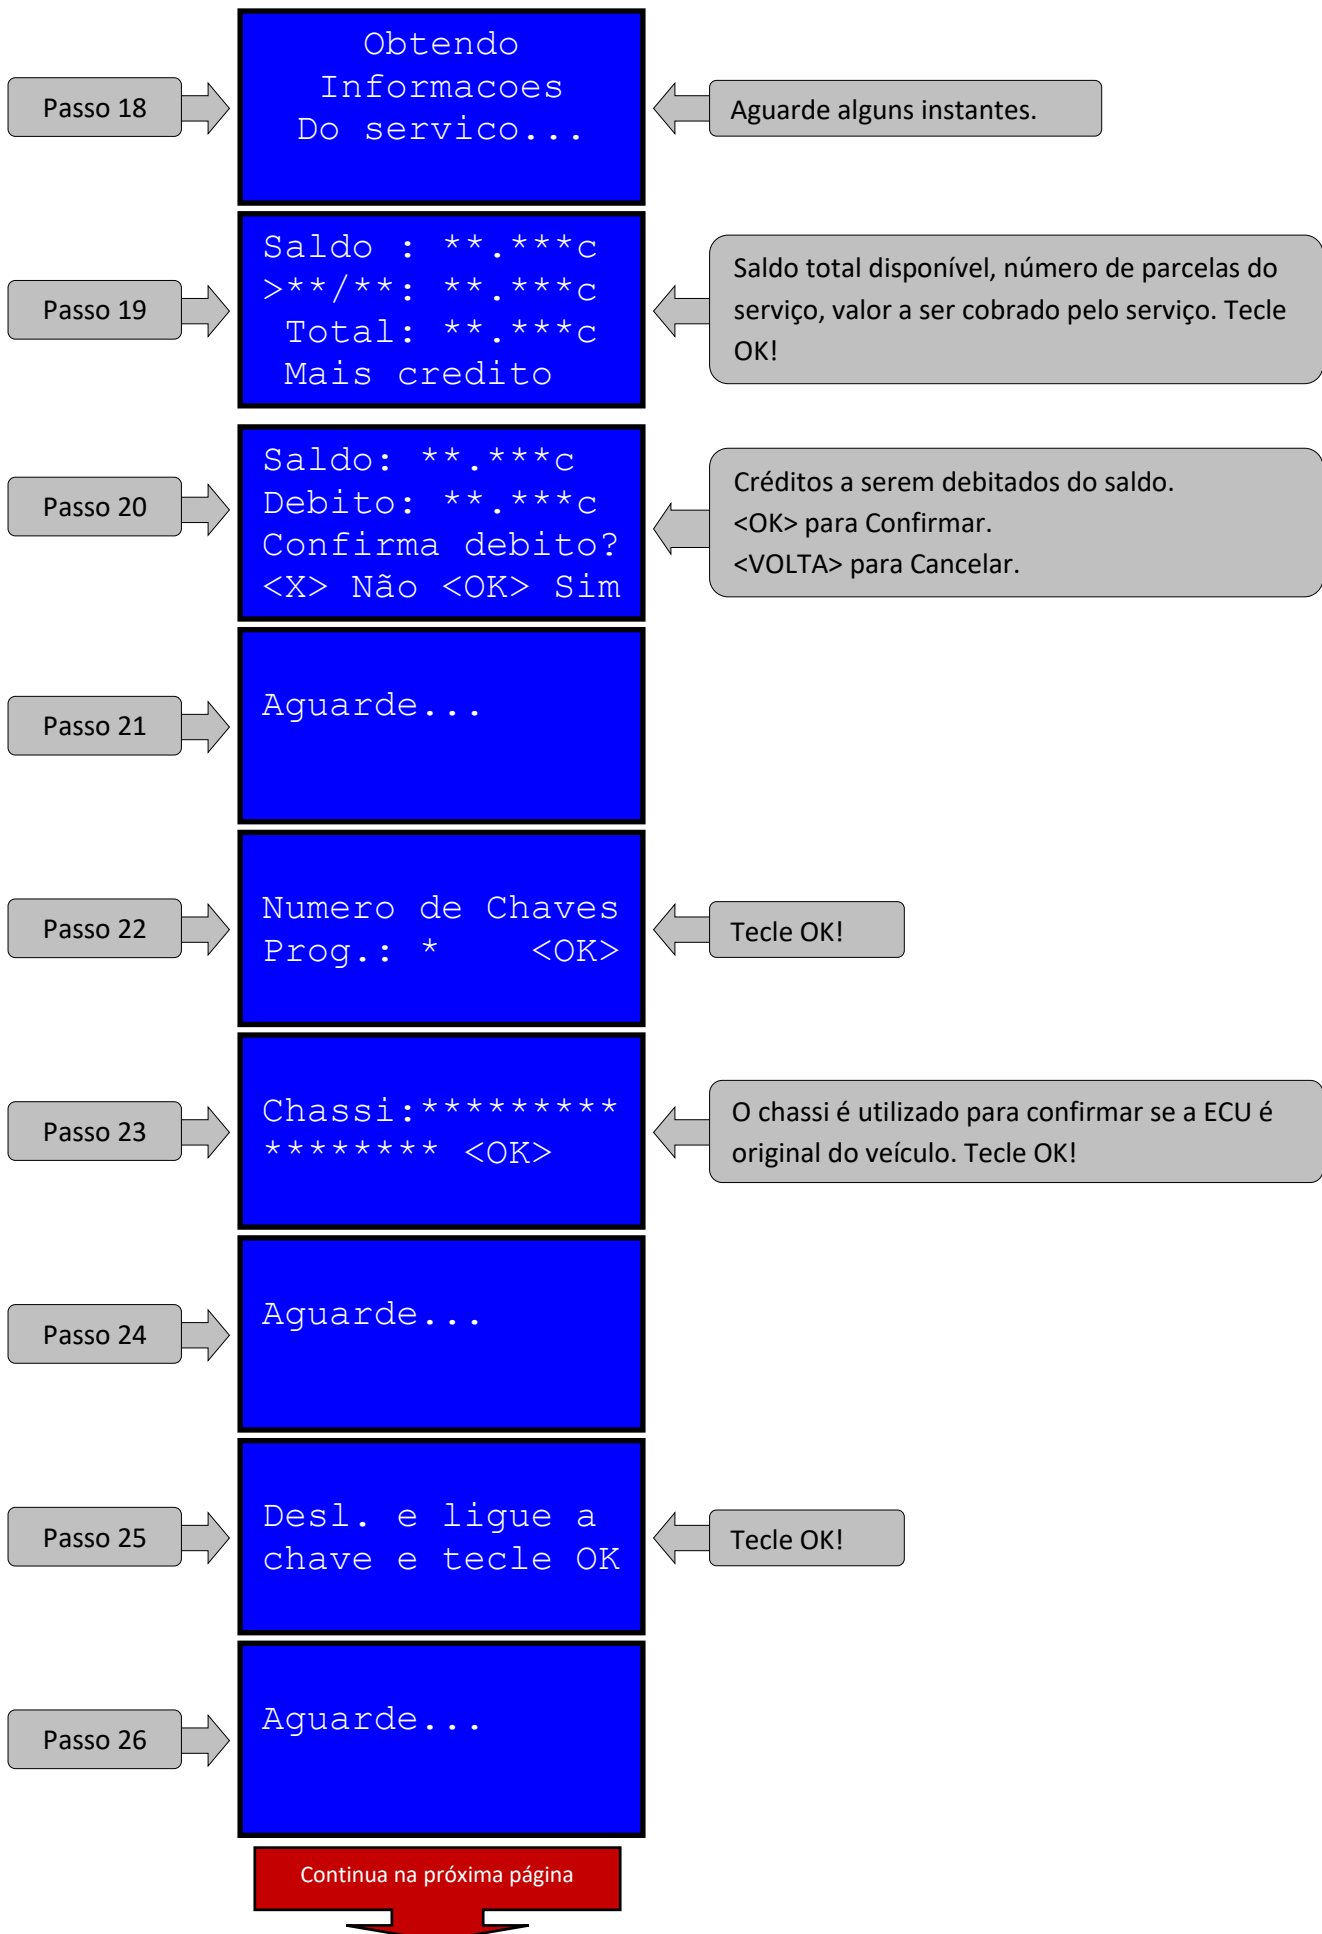 Passo 18
Obtendo
Informacoes
Do servico...
Aguarde alguns instantes.
Passo 19
Saldo : **.***c
>**/**: **.***c
Total: **.***c
Mais credito
Saldo total disponível, número de parcelas do
serviço, valor a ser cobrado pelo serviço. Tecle
OK!
Passo 20
Saldo: **.***c
Debito: **.***c
Confirma debito?
<X> Não <OK> Sim
Créditos a serem debitados do saldo.
<OK> para Confirmar.
<VOLTA> para Cancelar.
Passo 21
Aguarde...
Passo 22
Numero de Chaves
Prog.: * <OK>
Tecle OK!
Passo 23
Chassi:*********
******** <OK>
O chassi é utilizado para confirmar se a ECU é
original do veículo. Tecle OK!
Passo 24
Aguarde...
Passo 25
Desl. e ligue a
chave e tecle OK
Tecle OK!
Passo 26
Aguarde...
Continua na próxima página